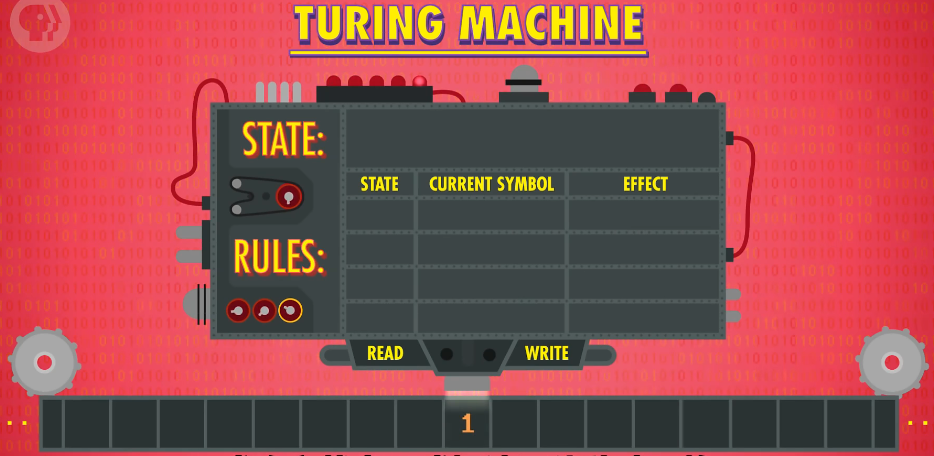 TURING MACHINE
STATE:
STATE CURRENT SYMBOL EFFECT
RULES:
READ WRITE
1